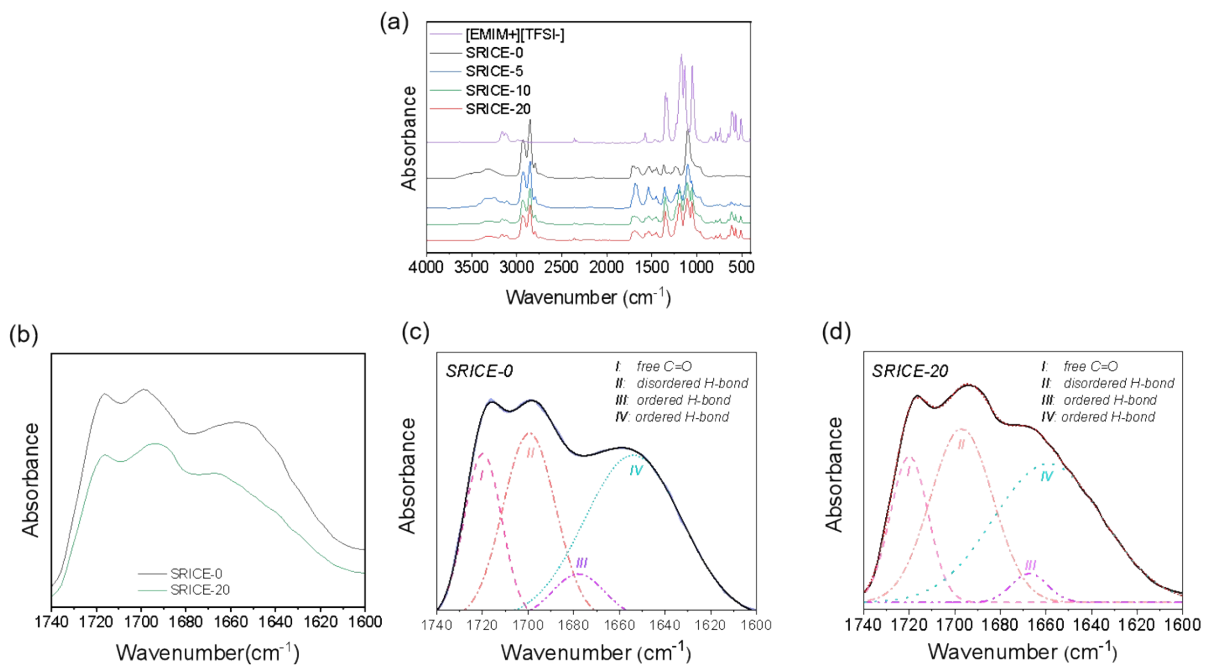 (a)
[EMIM+][TFSI-]
SRICE-0
SRICE-5
SRICE-10
SRICE-20
Absorbance
4000 3500 3000 2500 2000 1500 1000 500
Wavenumber (cm-1)
(b)
Absorbance
SRICE-0
SRICE-20
1740 1720 1700 1680 1660 1640 1620 1600
Wavenumber(cm-1)
(c)
SRICE-0
I: free C=O
II: disordered H-bond
III: ordered H-bond
IV: ordered H-bond
Absorbance
I
II
III
IV
1740 1720 1700 1680 1660 1640 1620 1600
Wavenumber (cm-1)
(d)
SRICE-20
I: free C=O
II: disordered H-bond
III: ordered H-bond
IV: ordered H-bond
Absorbance
I
II
III
IV
1740 1720 1700 1680 1660 1640 1620 1600
Wavenumber (cm-1)